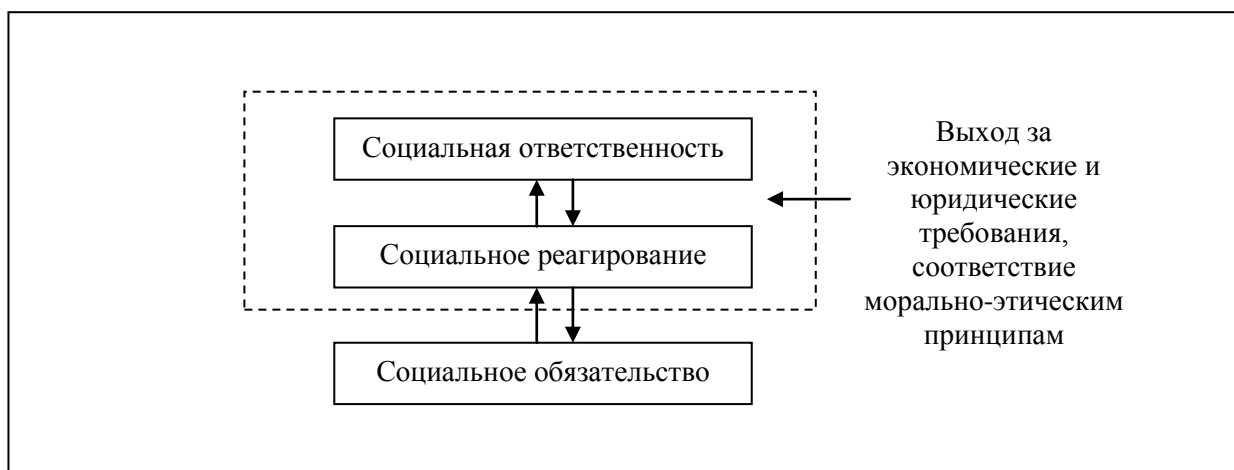 Социальная ответственность
Социальное реагирование
Социальное обязательство
Выход за
экономические и
юридические
требования,
соответствие
морально-этическим
принципам